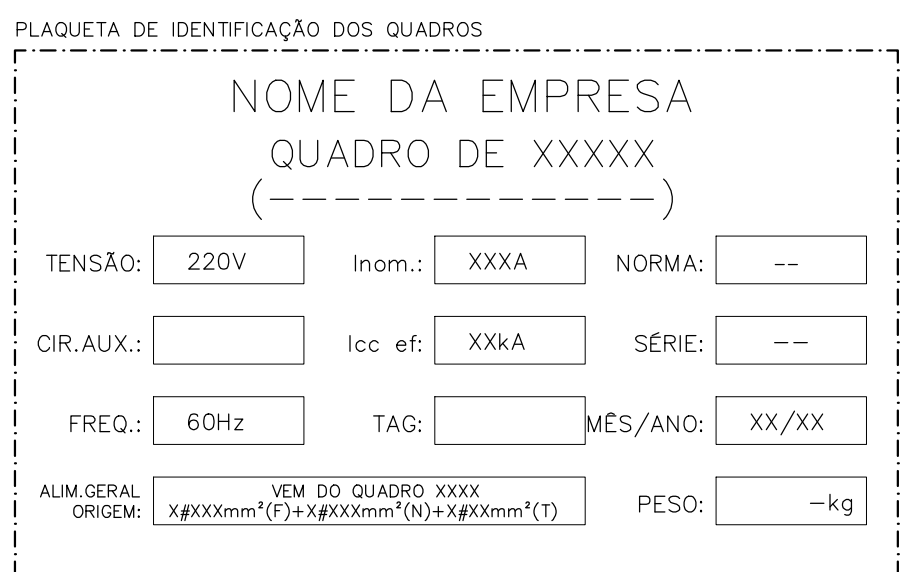 PLAQUETA DE IDENTIFICAÇÃO DOS QUADROS
NOME DA EMPRESA
QUADRO DE XXXXX
(– – – – – – – – – – – – –)
TENSÃO: 220V Inom.: XXXA NORMA: --
CIR.AUX.: Icc ef: XXkA SÉRIE: --
FREQ.: 60Hz TAG: MÊS/ANO: XX/XX
ALIM.GERAL ORIGEM: VEM DO QUADRO XXXX
X#XXXmm²(F)+X#XXXmm²(N)+X#XXmm²(T)
PESO: -kg